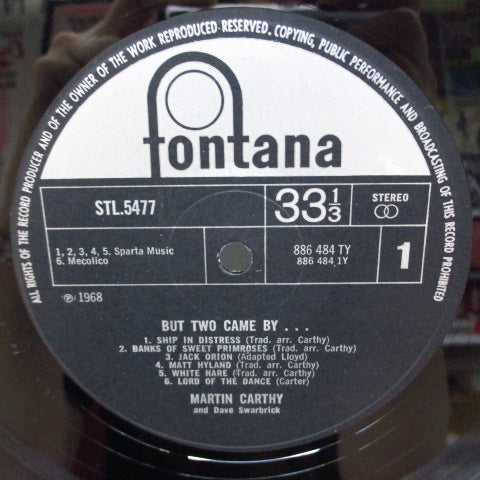 ALL RIGHTS OF THE RECORD PRODUCER AND OF THE OWNER OF THE WORK REPRODUCED RESERVED. COPYING, PUBLIC PERFORMANCE AND BROADCASTING OF THIS RECORD PROHIBITED
fontana
STL.5477
33 1/3
STEREO
1, 2, 3, 4, 5. Sparta Music
6. Mecolico
886 484 TY
886 484 1Y
1
℗ 1968
BUT TWO CAME BY . . .
1. SHIP IN DISTRESS (Trad. arr. Carthy)
2. BANKS OF SWEET PRIMROSES (Trad. arr. Carthy)
3. JACK ORION (Adapted Lloyd)
4. MATT HYLAND (Trad. arr. Carthy)
5. WHITE HARE (Trad. arr. Carthy)
6. LORD OF THE DANCE (Carter)
MARTIN CARTHY
and Dave Swarbrick